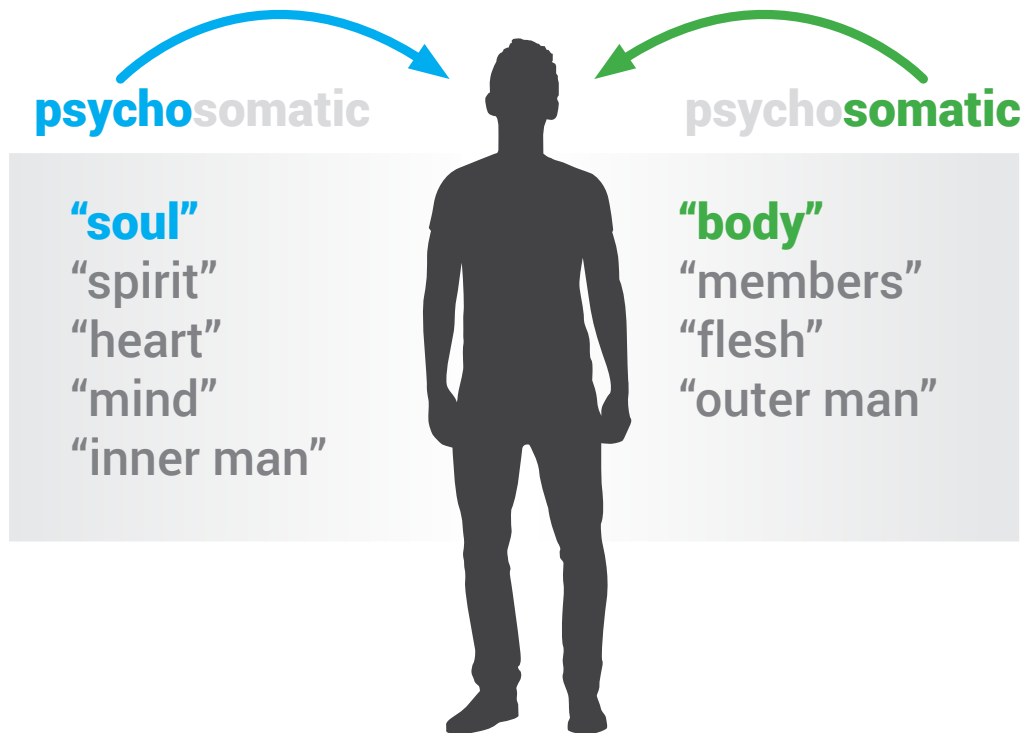 psychosomatic
“soul”
“spirit”
“heart”
“mind”
“inner man”
psychosomatic
“body”
“members”
“flesh”
“outer man”